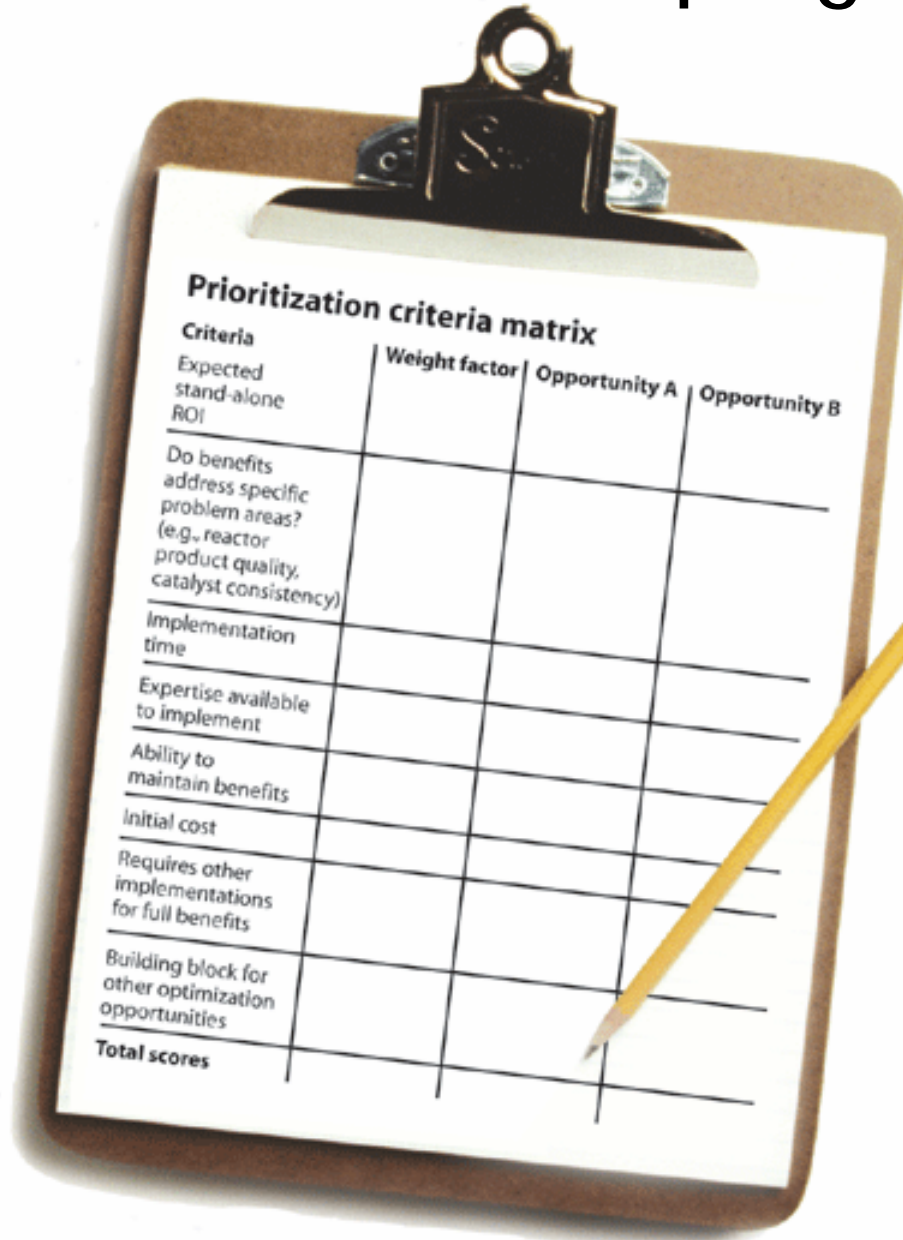 Prioritization criteria matrix
Criteria
Weight factor
Opportunity A
Opportunity B
Expected
stand-alone
ROI
Do benefits
address specific
problem areas?
(e.g., reactor
product quality,
catalyst consistency)
Implementation
time
Expertise available
to implement
Ability to
maintain benefits
Initial cost
Requires other
implementations
for full benefits
Building block for
other optimization
opportunities
Total scores